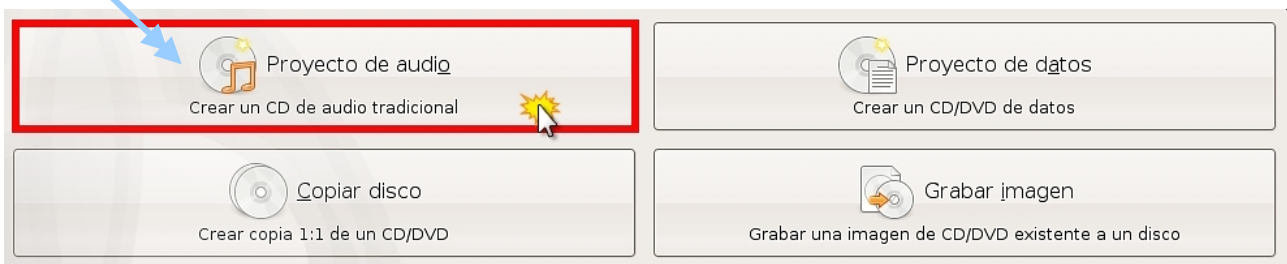 Proyecto de audio
Crear un CD de audio tradicional
Proyecto de datos
Crear un CD/DVD de datos
Copiar disco
Crear copia 1:1 de un CD/DVD
Grabar imagen
Grabar una imagen de CD/DVD existente a un disco